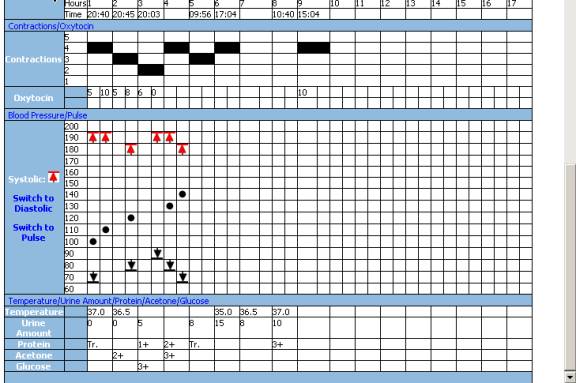 Hours 1 2 3 4 5 6 7 8 9 10 11 12 13 14 15 16 17
Time 20:40 20:45 20:03 09:56 17:04 10:40 15:04
Contractions/Oxytocin
5
4
Contractions 3
2
1
Oxytocin 5 10 5 8 6 0 10
Blood Pressure/Pulse
200
190
180
170
Systolic: 160
150
Switch to 140
Diastolic 130
120
Switch to 110
Pulse 100
90
80
70
60
Temperature/Urine Amount/Protein/Acetone/Glucose
Temperature 37.0 36.5 35.0 36.5 37.0
Urine Amount 0 0 5 8 15 8 10
Protein Tr. 1+ 2+ Tr. 3+
Acetone 2+ 3+
Glucose 3+